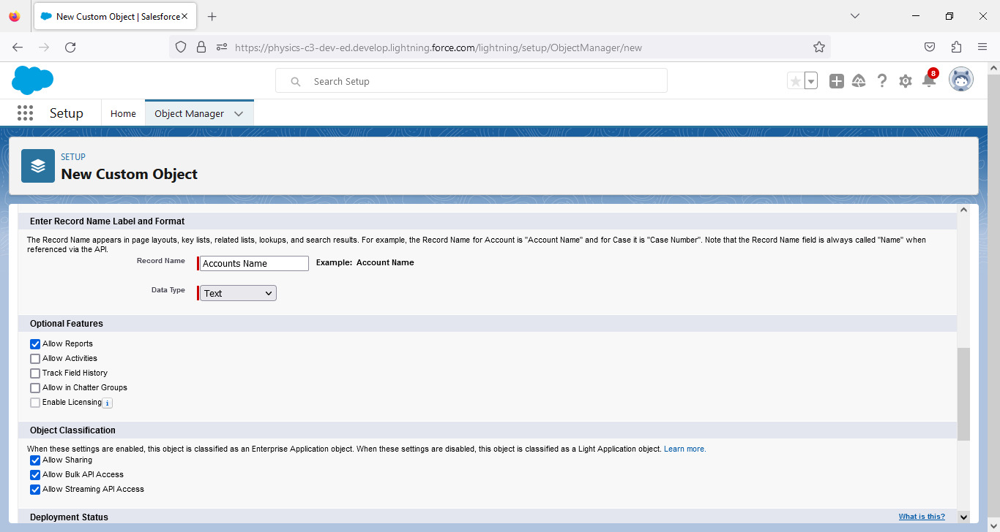 New Custom Object | Salesforce
https://physics-c3-dev-ed.develop.lightning.force.com/lightning/setup/ObjectManager/new
Search Setup
8
Setup
Home
Object Manager
SETUP
New Custom Object
Enter Record Name Label and Format
The Record Name appears in page layouts, key lists, related lists, lookups, and search results. For example, the Record Name for Account is "Account Name" and for Case it is "Case Number". Note that the Record Name field is always called "Name" when
referenced via the API.
Record Name Accounts Name Example: Account Name
Data Type Text
Optional Features
Allow Reports
Allow Activities
Track Field History
Allow in Chatter Groups
Enable Licensing i
Object Classification
When these settings are enabled, this object is classified as an Enterprise Application object. When these settings are disabled, this object is classified as a Light Application object. Learn more.
Allow Sharing
Allow Bulk API Access
Allow Streaming API Access
Deployment Status What is this?